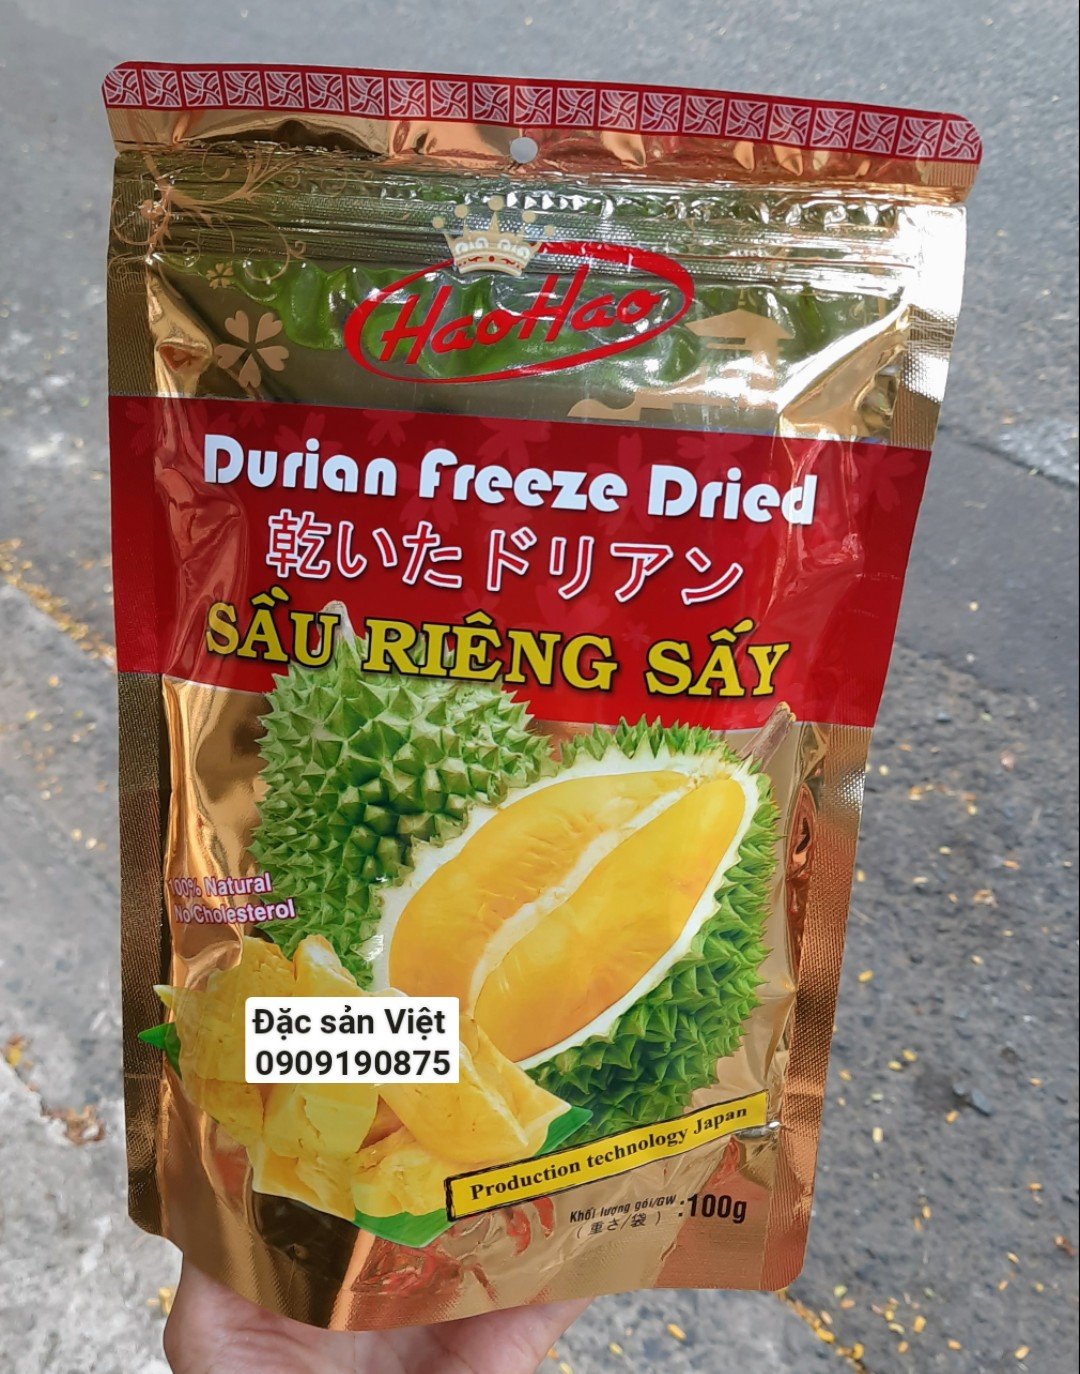 HaoHao
Durian Freeze Dried
乾いたドリアン
SẦU RIÊNG SẤY
100% Natural
No Cholesterol
Đặc sản Việt
0909190875
Production technology Japan
Khối lượng gói/GW :100g
(重さ/袋)